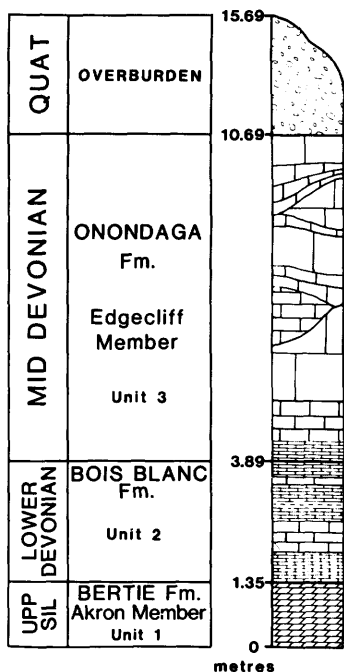 15.69
QUAT
OVERBURDEN
10.69
MID DEVONIAN
ONONDAGA
Fm.
Edgecliff
Member
Unit 3
3.89
LOWER
DEVONIAN
BOIS BLANC
Fm.
Unit 2
1.35
UPP
SIL
BERTIE Fm.
Akron Member
Unit 1
0
metres